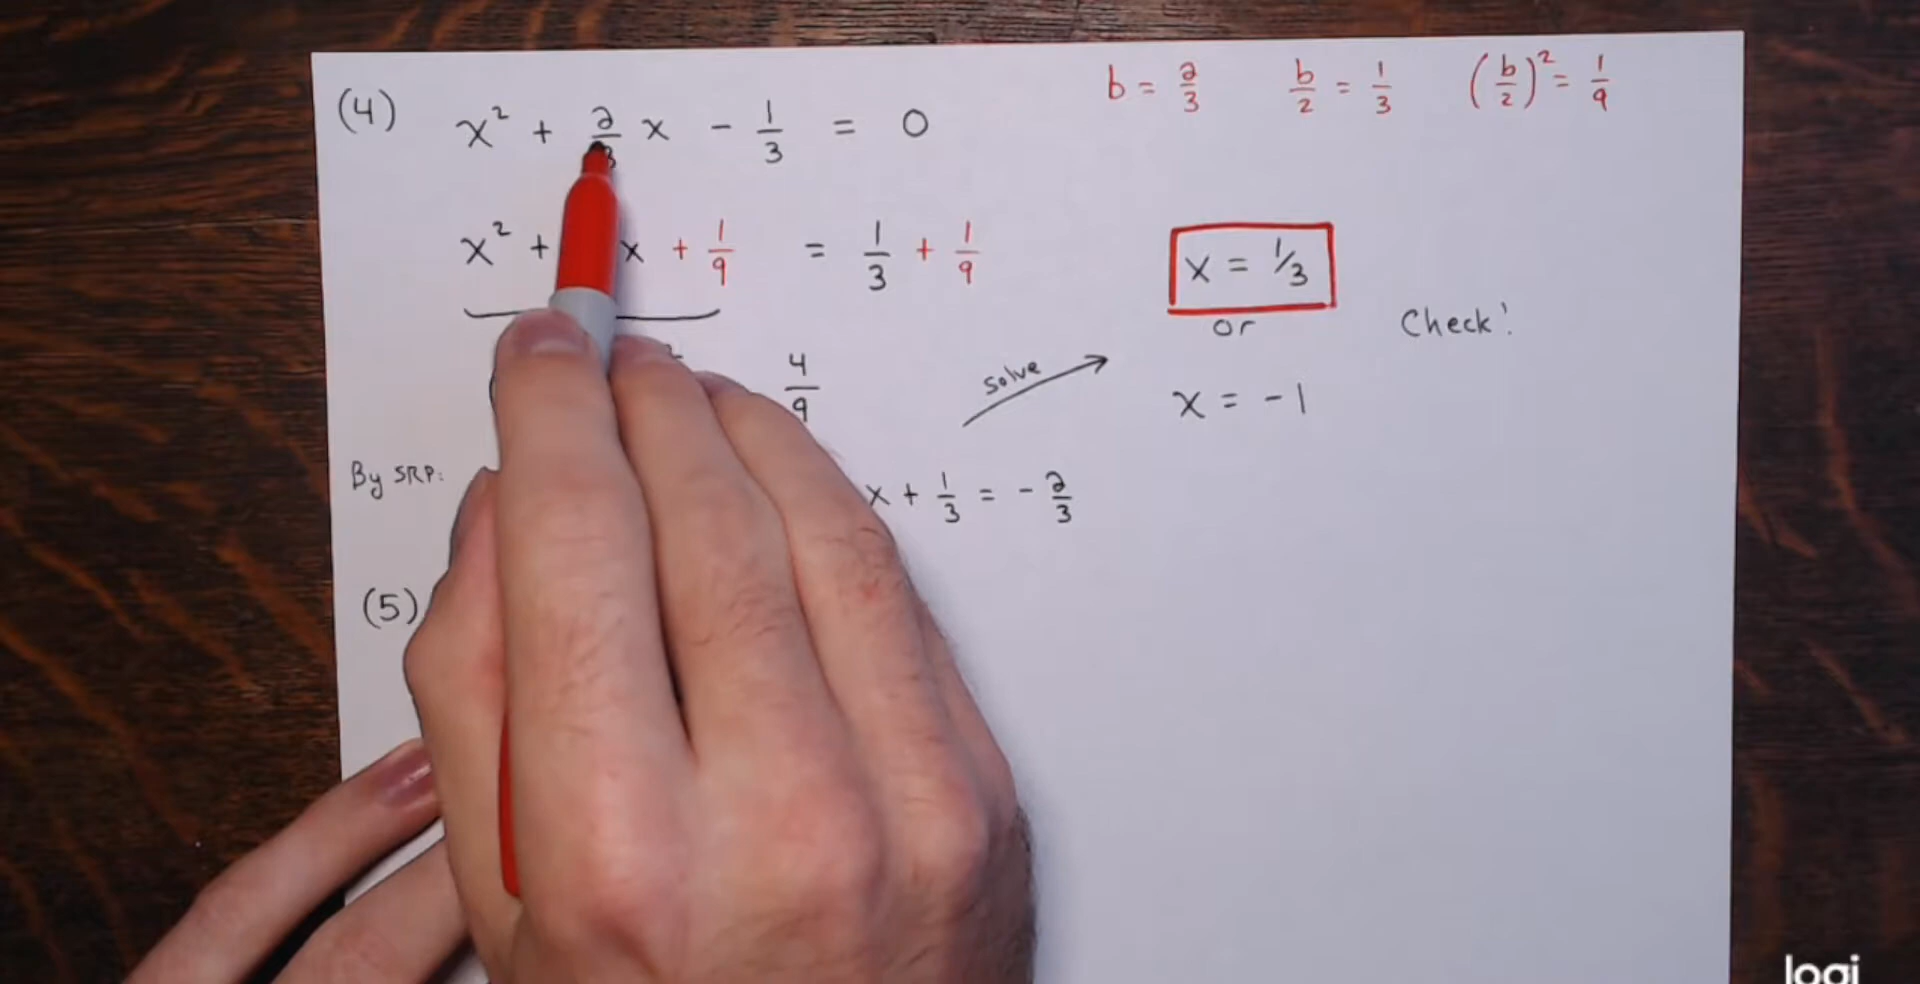 (4) x² + 2/3 x - 1/3 = 0
b = 2/3 b/2 = 1/3 (b/2)² = 1/9
x² + x + 1/9 = 1/3 + 1/9
x = 1/3
or
Check!
4/9
solve
x = -1
By SRP:
x + 1/3 = - 2/3
(5)
logi